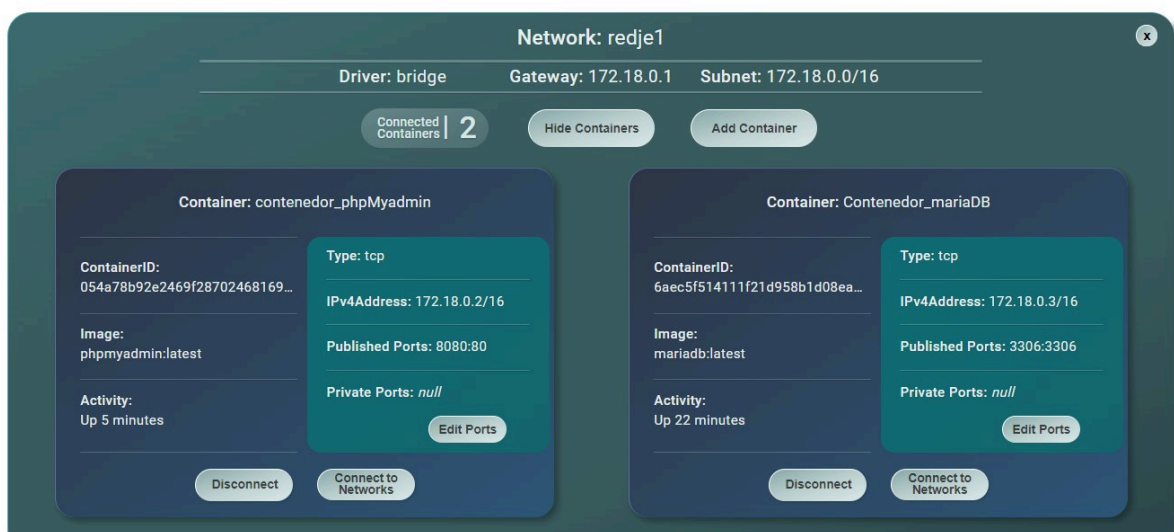 Network: redje1
x
Driver: bridge Gateway: 172.18.0.1 Subnet: 172.18.0.0/16
Connected
Containers | 2
Hide Containers
Add Container
Container: contenedor_phpMyadmin
ContainerID:
054a78b92e2469f28702468169...
Image:
phpmyadmin:latest
Activity:
Up 5 minutes
Type: tcp
IPv4Address: 172.18.0.2/16
Published Ports: 8080:80
Private Ports: null
Edit Ports
Disconnect
Connect to
Networks
Container: Contenedor_mariaDB
ContainerID:
6aec5f514111f21d958b1d08ea...
Image:
mariadb:latest
Activity:
Up 22 minutes
Type: tcp
IPv4Address: 172.18.0.3/16
Published Ports: 3306:3306
Private Ports: null
Edit Ports
Disconnect
Connect to
Networks